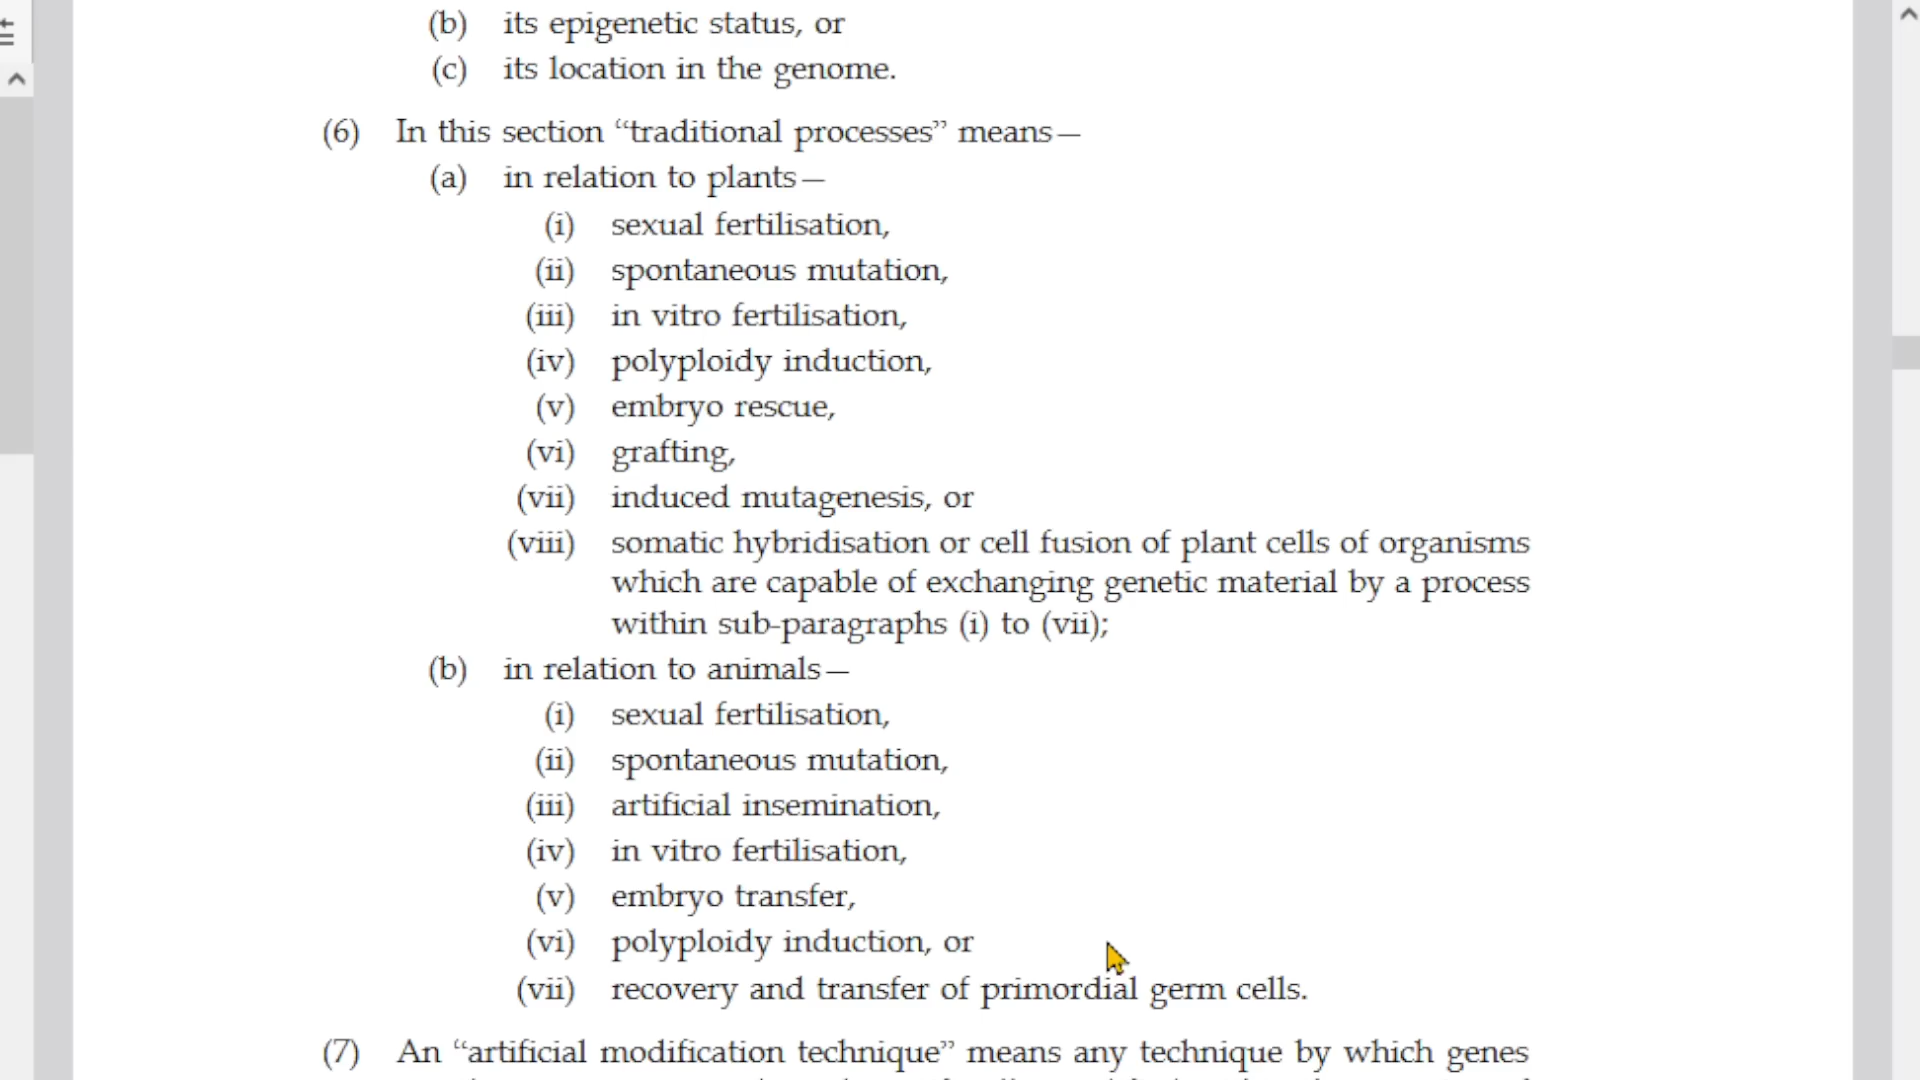 (b) its epigenetic status, or
(c) its location in the genome.
(6) In this section “traditional processes” means—
(a) in relation to plants—
(i) sexual fertilisation,
(ii) spontaneous mutation,
(iii) in vitro fertilisation,
(iv) polyploidy induction,
(v) embryo rescue,
(vi) grafting,
(vii) induced mutagenesis, or
(viii) somatic hybridisation or cell fusion of plant cells of organisms
which are capable of exchanging genetic material by a process
within sub-paragraphs (i) to (vii);
(b) in relation to animals—
(i) sexual fertilisation,
(ii) spontaneous mutation,
(iii) artificial insemination,
(iv) in vitro fertilisation,
(v) embryo transfer,
(vi) polyploidy induction, or
(vii) recovery and transfer of primordial germ cells.
(7) An “artificial modification technique” means any technique by which genes